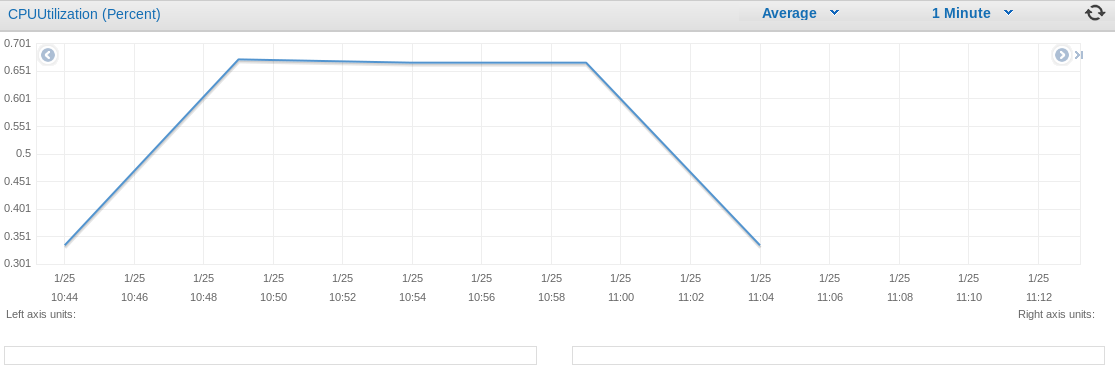 CPUUtilization (Percent)
Average
1 Minute
0.701
0.651
0.601
0.551
0.5
0.451
0.401
0.351
0.301
1/25 1/25 1/25 1/25 1/25 1/25 1/25 1/25 1/25 1/25 1/25 1/25 1/25 1/25 1/25
10:44 10:46 10:48 10:50 10:52 10:54 10:56 10:58 11:00 11:02 11:04 11:06 11:08 11:10 11:12
Left axis units:
Right axis units: